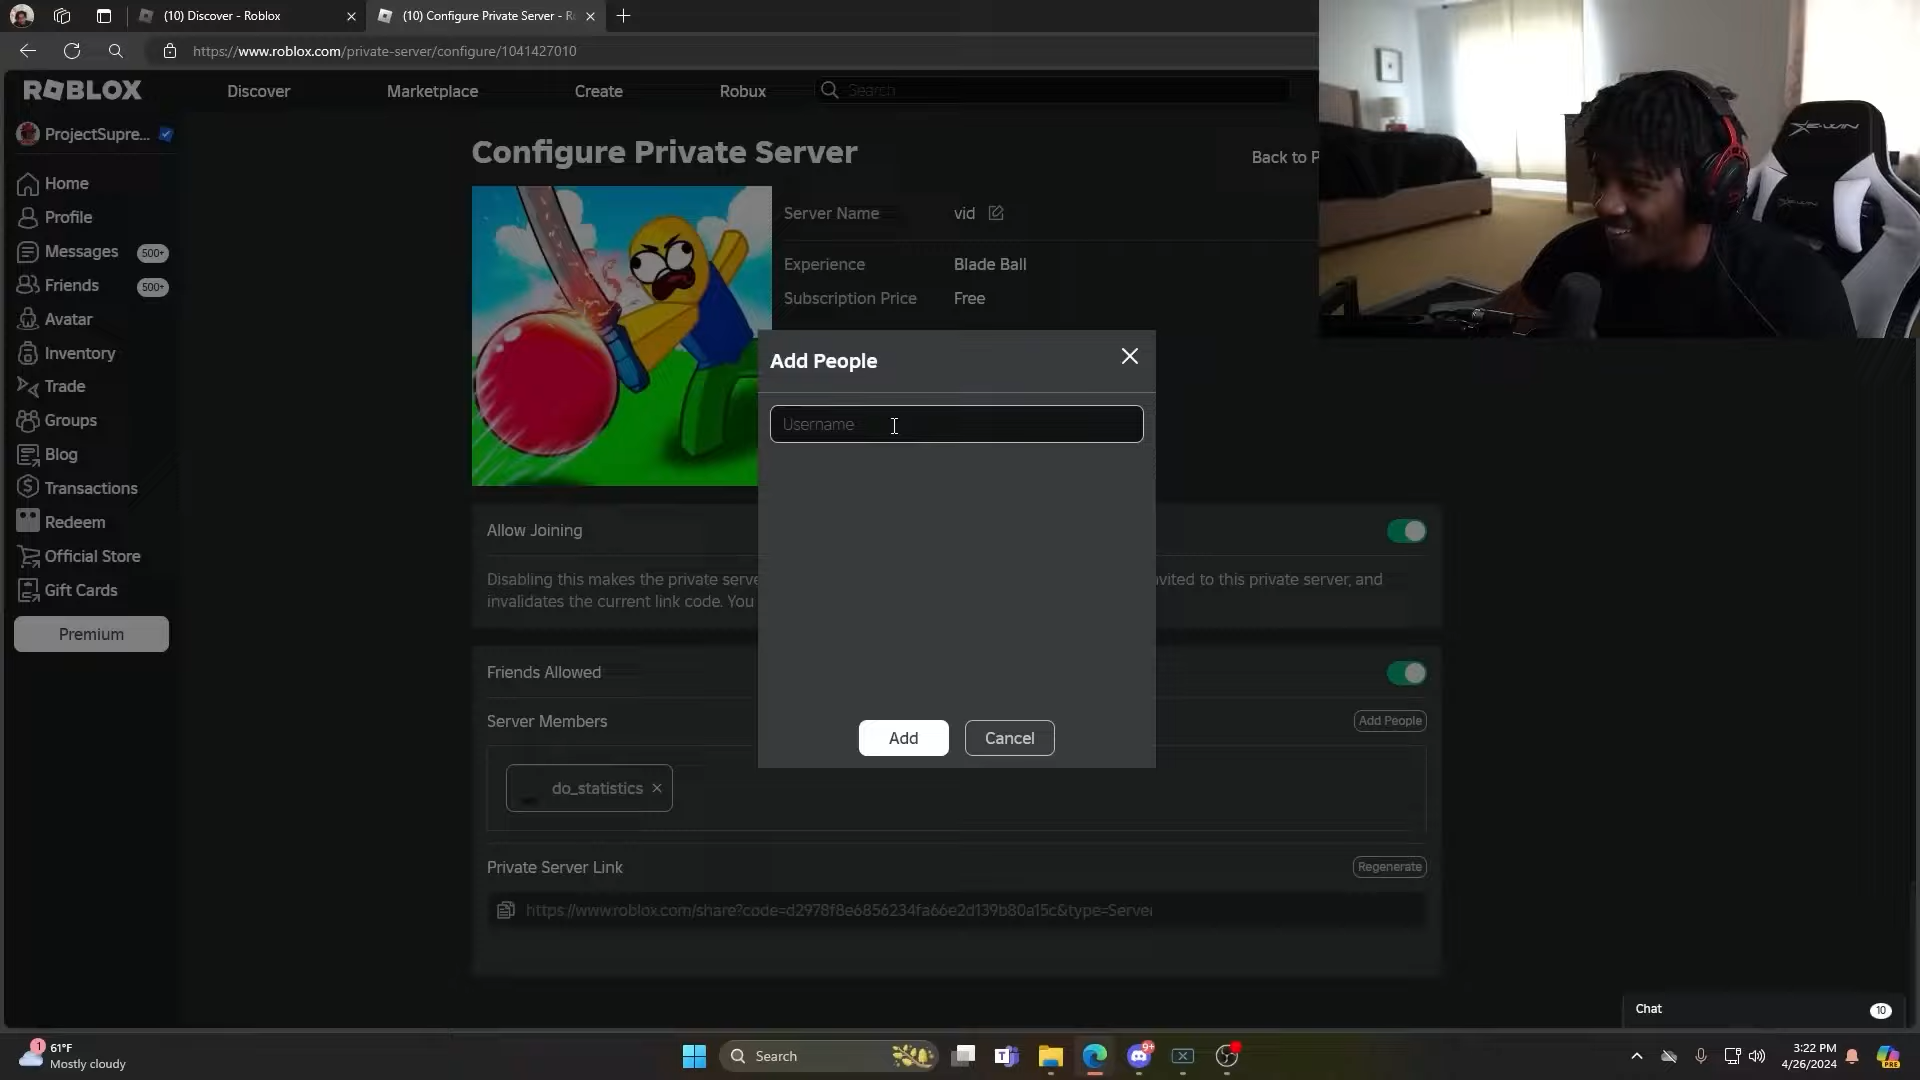 (10) Discover - Roblox
(10) Configure Private Server - R
https://www.roblox.com/private-server/configure/1041427010
ROBLOX
Discover
Marketplace
Create
Robux
Search
ProjectSupre...
Home
Profile
Messages 500+
Friends 500+
Avatar
Inventory
Trade
Groups
Blog
Transactions
Redeem
Official Store
Gift Cards
Premium
Configure Private Server
Back to P
Server Name vid
Experience Blade Ball
Subscription Price Free
Add People
Username
Add
Cancel
Allow Joining
Disabling this makes the private serve
vited to this private server, and
invalidates the current link code. You
Friends Allowed
Server Members
Add People
do_statistics
Private Server Link
Regenerate
https://www.roblox.com/share?code=d2978f8e6856234fa66e2d139b80a15c&type=Server
Chat 10
1
61°F
Mostly cloudy
Search
9+
3:22 PM
4/26/2024
PRE